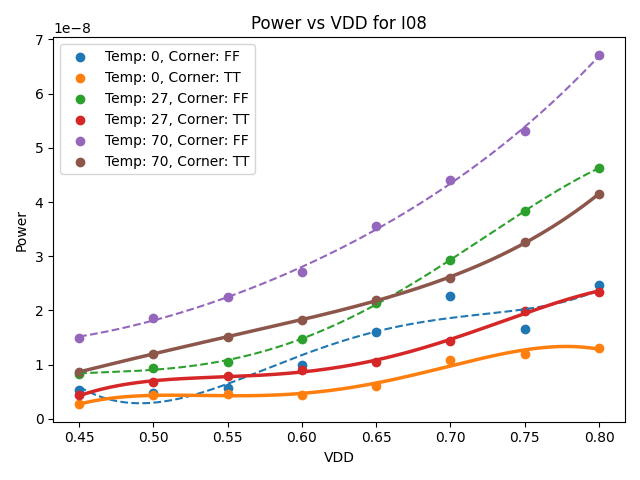 Power vs VDD for I08
1e−8
7
6
5
4
3
2
1
0
Power
Temp: 0, Corner: FF
Temp: 0, Corner: TT
Temp: 27, Corner: FF
Temp: 27, Corner: TT
Temp: 70, Corner: FF
Temp: 70, Corner: TT
0.45 0.50 0.55 0.60 0.65 0.70 0.75 0.80
VDD